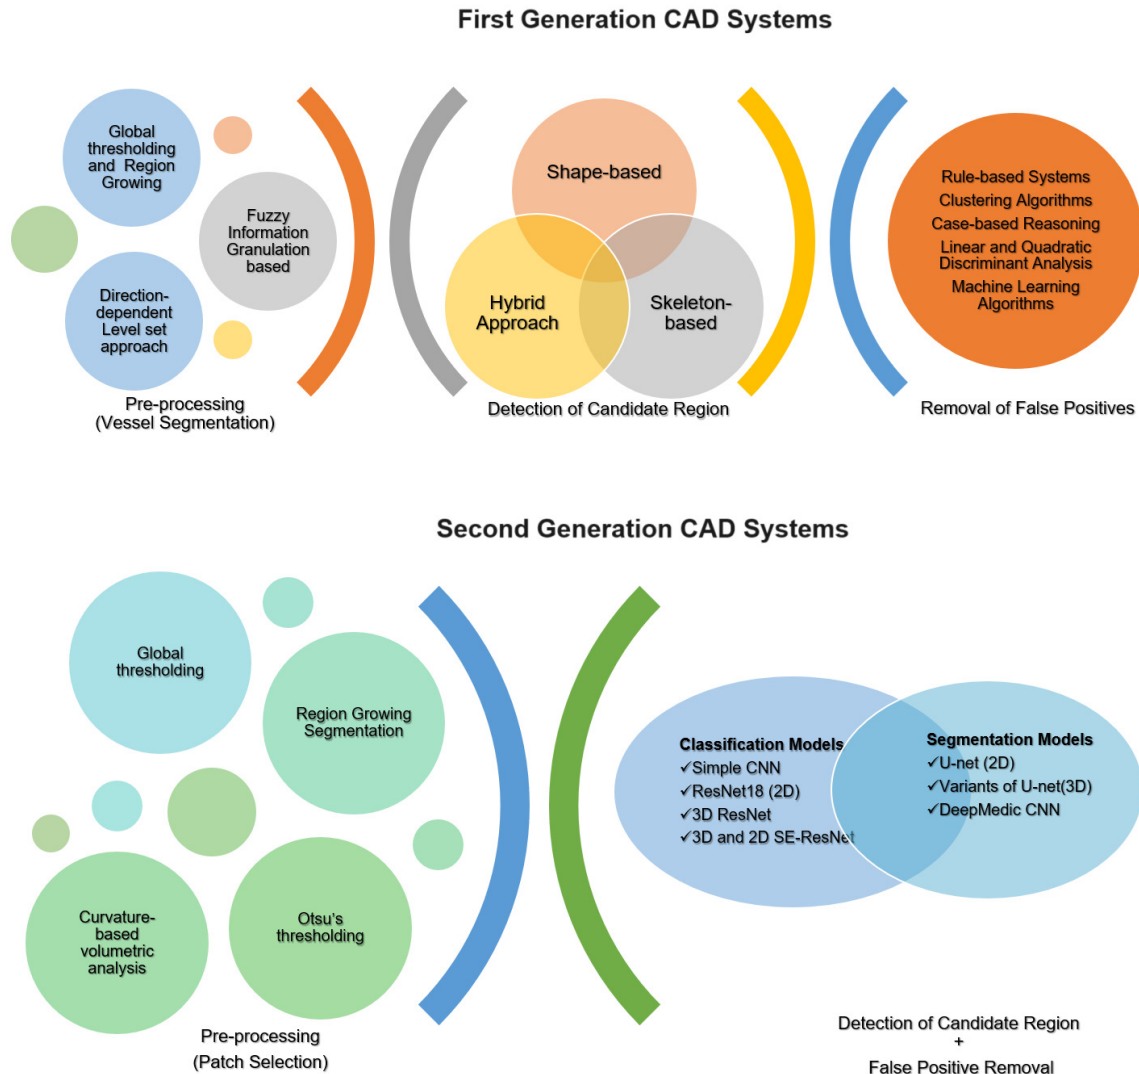 First Generation CAD Systems
Global
thresholding
and Region
Growing
Fuzzy
Information
Granulation
based
Direction-
dependent
Level set
approach
Pre-processing
(Vessel Segmentation)
Shape-based
Hybrid
Approach
Skeleton-
based
Detection of Candidate Region
Rule-based Systems
Clustering Algorithms
Case-based Reasoning
Linear and Quadratic
Discriminant Analysis
Machine Learning
Algorithms
Removal of False Positives
Second Generation CAD Systems
Global
thresholding
Region Growing
Segmentation
Curvature-
based
volumetric
analysis
Otsu's
thresholding
Pre-processing
(Patch Selection)
Classification Models
✓Simple CNN
✓ResNet18 (2D)
✓3D ResNet
✓3D and 2D SE-ResNet
Segmentation Models
✓U-net (2D)
✓Variants of U-net(3D)
✓DeepMedic CNN
Detection of Candidate Region
+
False Positive Removal